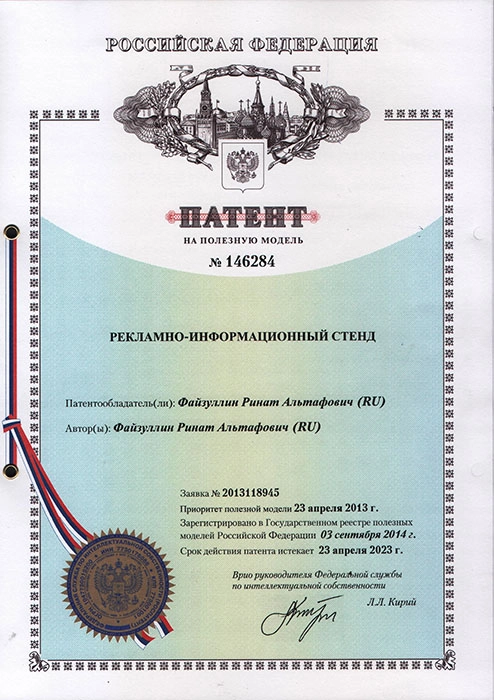 РОССИЙСКАЯ ФЕДЕРАЦИЯ
ПАТЕНТ
НА ПОЛЕЗНУЮ МОДЕЛЬ
№ 146284
РЕКЛАМНО-ИНФОРМАЦИОННЫЙ СТЕНД
Патентообладатель(ли): Файзуллин Ринат Альтафович (RU)
Автор(ы): Файзуллин Ринат Альтафович (RU)
Заявка № 2013118945
Приоритет полезной модели 23 апреля 2013 г.
Зарегистрировано в Государственном реестре полезных
моделей Российской Федерации 03 сентября 2014 г.
Срок действия патента истекает 23 апреля 2023 г.
Врио руководителя Федеральной службы
по интеллектуальной собственности
Л.Л. Кирий